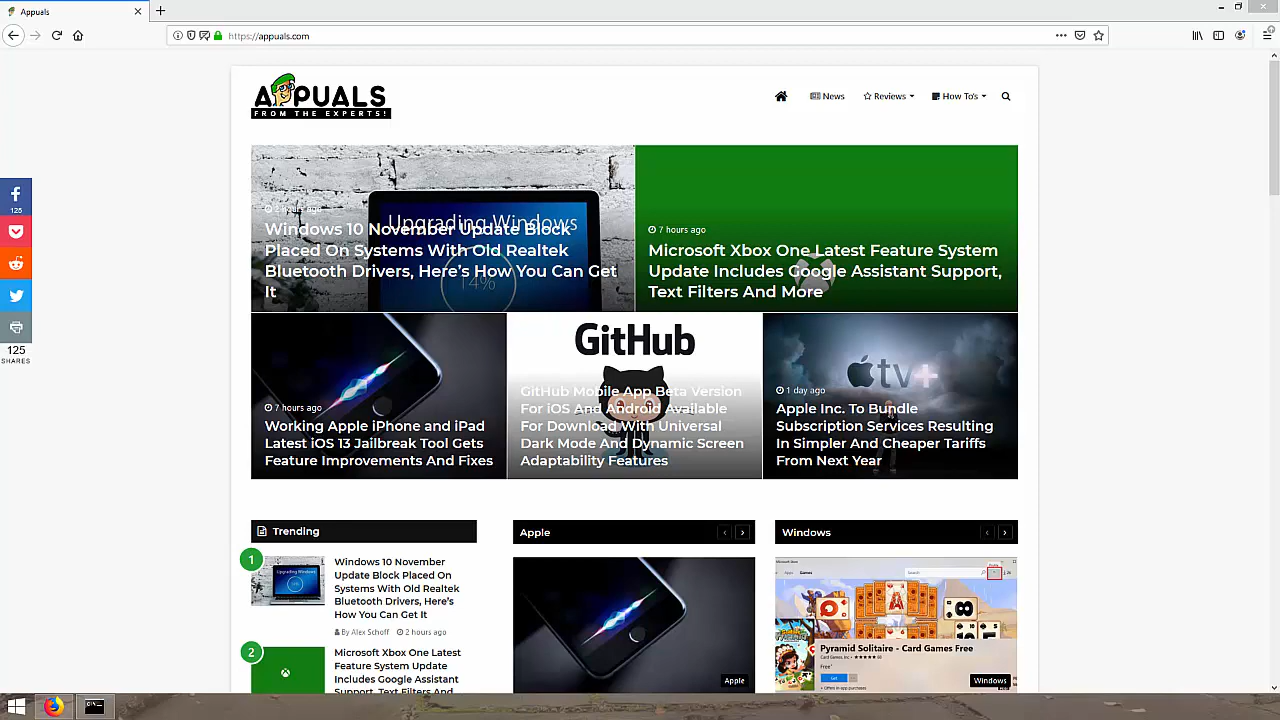 Appuals
https://appuals.com
APPUALS
FROM THE EXPERTS!
News
Reviews
How To's
Upgrading Windows
14%
Windows 10 November Update Block
Placed On Systems With Old Realtek
Bluetooth Drivers, Here's How You Can Get
It
7 hours ago
Microsoft Xbox One Latest Feature System
Update Includes Google Assistant Support,
Text Filters And More
125
125
SHARES
7 hours ago
Working Apple iPhone and iPad
Latest iOS 13 Jailbreak Tool Gets
Feature Improvements And Fixes
GitHub
GitHub Mobile App Beta Version
For iOS And Android Available
For Download With Universal
Dark Mode And Dynamic Screen
Adaptability Features
tv+
1 day ago
Apple Inc. To Bundle
Subscription Services Resulting
In Simpler And Cheaper Tariffs
From Next Year
Trending
1
Windows 10 November
Update Block Placed On
Systems With Old Realtek
Bluetooth Drivers, Here's
How You Can Get It
By Alex Schoff 2 hours ago
2
Microsoft Xbox One Latest
Feature System Update
Includes Google Assistant
Support, Text Filters And
Apple
Apple
Windows
Pyramid Solitaire - Card Games Free
Windows